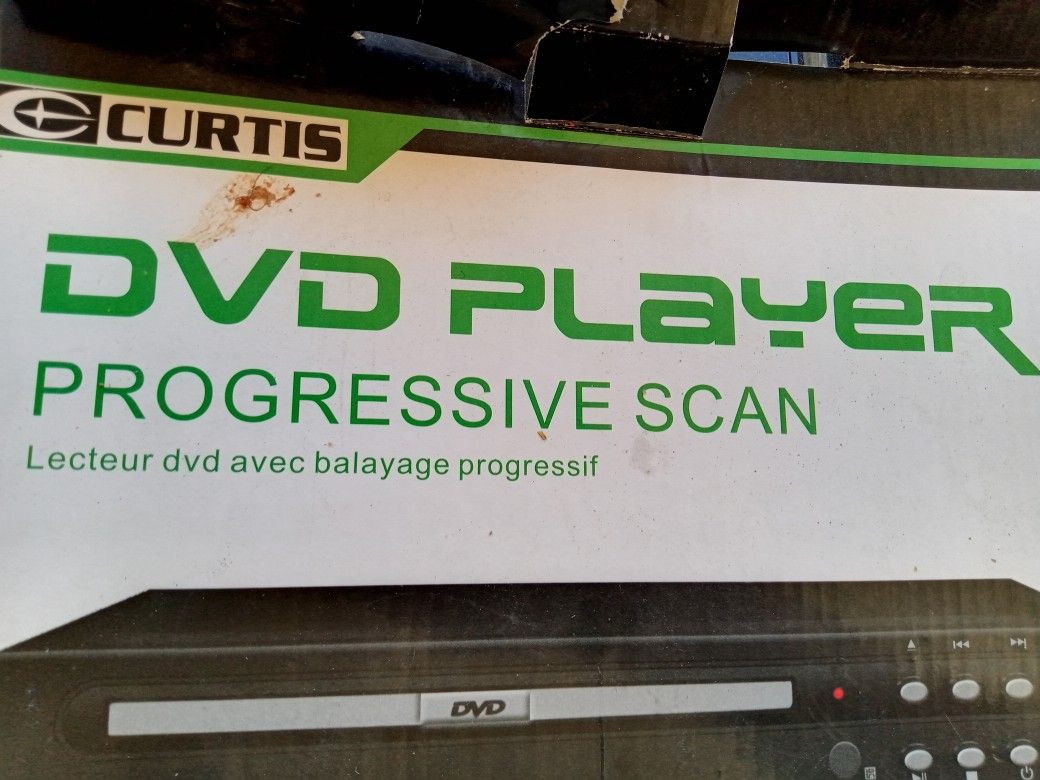 CURTIS
DVD PLayeR
PROGRESSIVE SCAN
Lecteur dvd avec balayage progressif
DVD